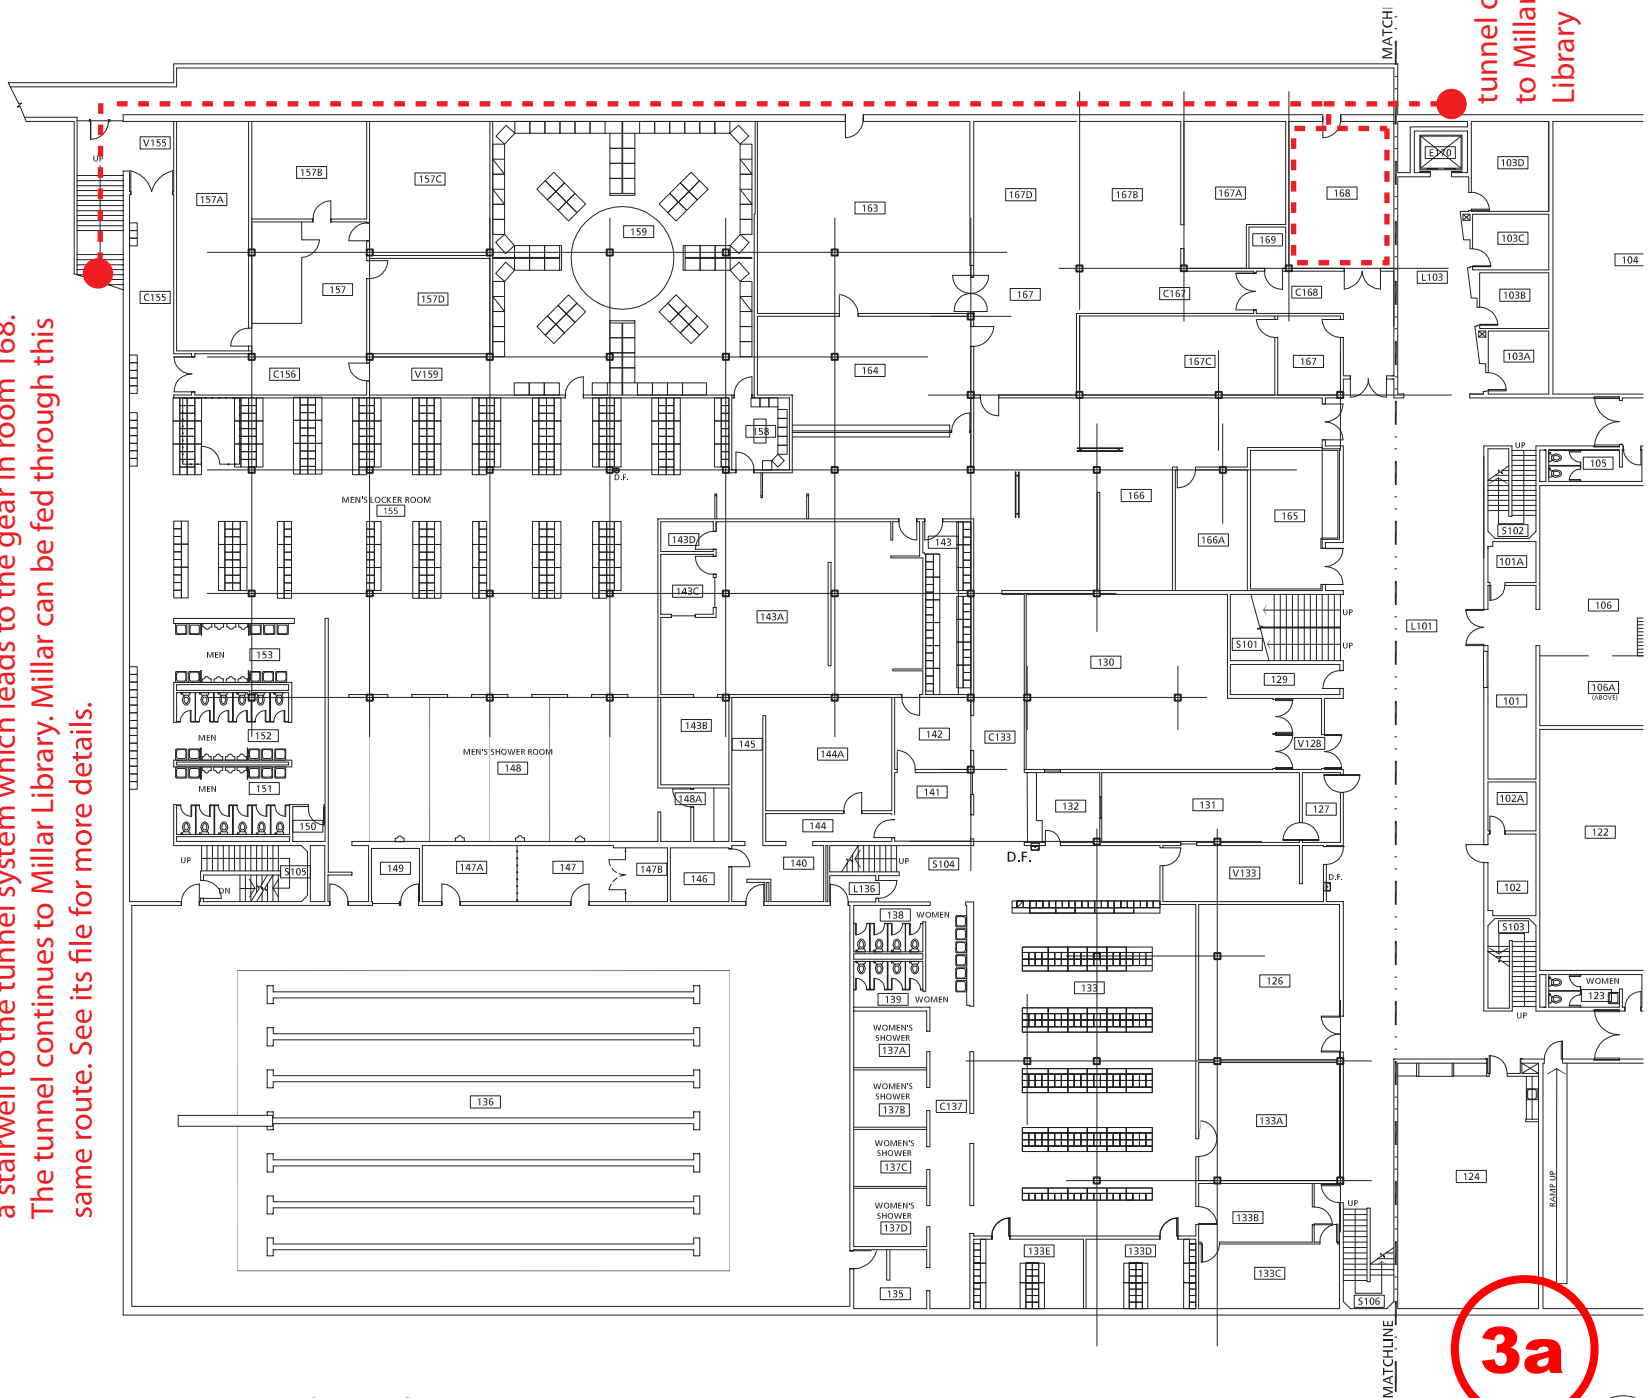 MATCHI
tunnel
to Millar
Library
a stairwell to the tunnel system which leads to the gear in room 168.
The tunnel continues to Millar Library. Millar can be fed through this
same route. See its file for more details.
V155
UP
157A
157B
157C
159
163
167D
167B
167A
168
E170
103D
169
103C
104
C155
157
157D
167
C167
C168
L103
103B
C156
V159
164
167C
167
103A
158
UP
105
D.F.
MEN'S LOCKER ROOM
155
166
165
S102
143D
143
166A
101A
143C
143A
UP
106
L101
S101
UP
MEN
153
130
129
106A
(ABOVE)
101
MEN
152
143B
145
142
C133
V128
MEN'S SHOWER ROOM
148
144A
MEN
151
148A
141
132
131
127
102A
150
144
122
D.F.
UP
S105
DN
149
147A
147
147B
146
140
UP
S104
L136
V133
D.F.
102
138
WOMEN
S103
139
WOMEN
133
126
WOMEN
123
UP
WOMEN'S
SHOWER
137A
WOMEN'S
SHOWER
137B
136
C137
133A
WOMEN'S
SHOWER
137C
124
RAMP UP
WOMEN'S
SHOWER
137D
133B
UP
133E
133D
133C
135
S106
MATCHLINE
3a